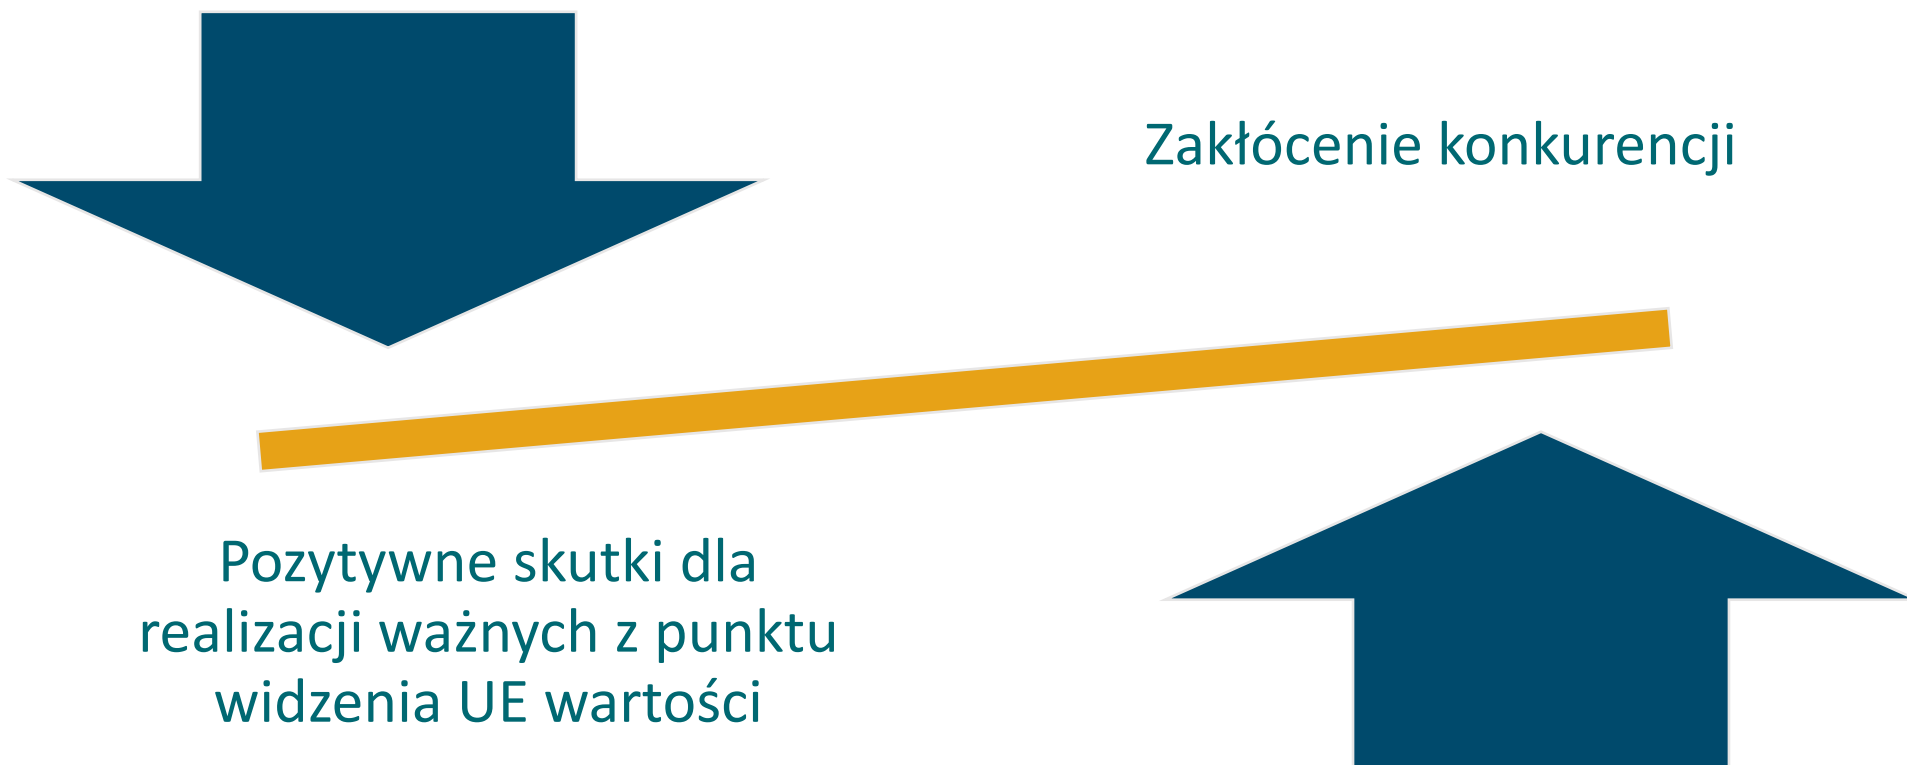 Zakłócenie konkurencji
Pozytywne skutki dla
realizacji ważnych z punktu
widzenia UE wartości